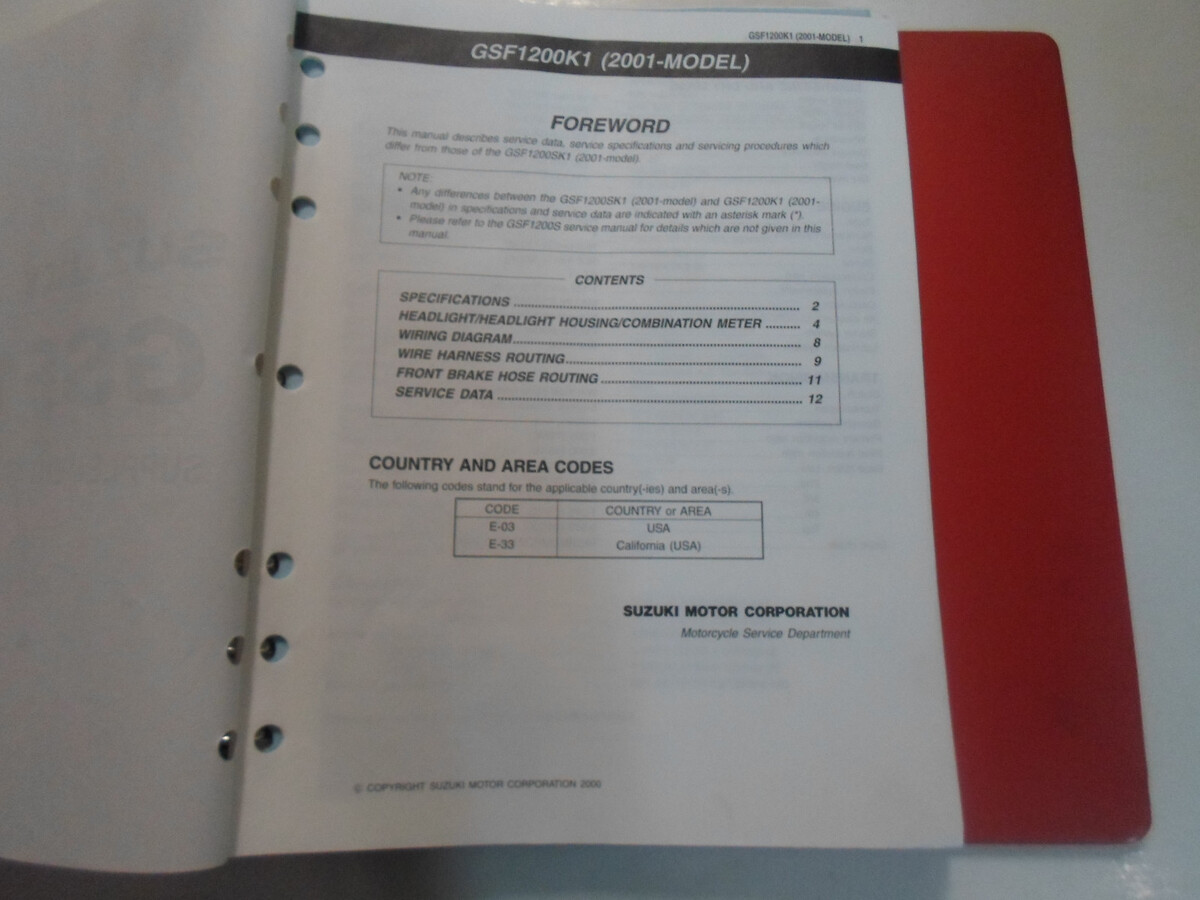 GSF1200K1 (2001-MODEL) 1
GSF1200K1 (2001-MODEL)
FOREWORD
This manual describes service data, service specifications and servicing procedures which
differ from those of the GSF1200SK1 (2001-model).
NOTE:
• Any differences between the GSF1200SK1 (2001-model) and GSF1200K1 (2001-
model) in specifications and service data are indicated with an asterisk mark (*).
• Please refer to the GSF1200S service manual for details which are not given in this
manual.
CONTENTS
SPECIFICATIONS ........ 2
HEADLIGHT/HEADLIGHT HOUSING/COMBINATION METER ........ 4
WIRING DIAGRAM ........ 8
WIRE HARNESS ROUTING ........ 9
FRONT BRAKE HOSE ROUTING ........ 11
SERVICE DATA ........ 12
COUNTRY AND AREA CODES
The following codes stand for the applicable country(-ies) and area(-s).
CODE COUNTRY or AREA
E-03 USA
E-33 California (USA)
SUZUKI MOTOR CORPORATION
Motorcycle Service Department
© COPYRIGHT SUZUKI MOTOR CORPORATION 2000